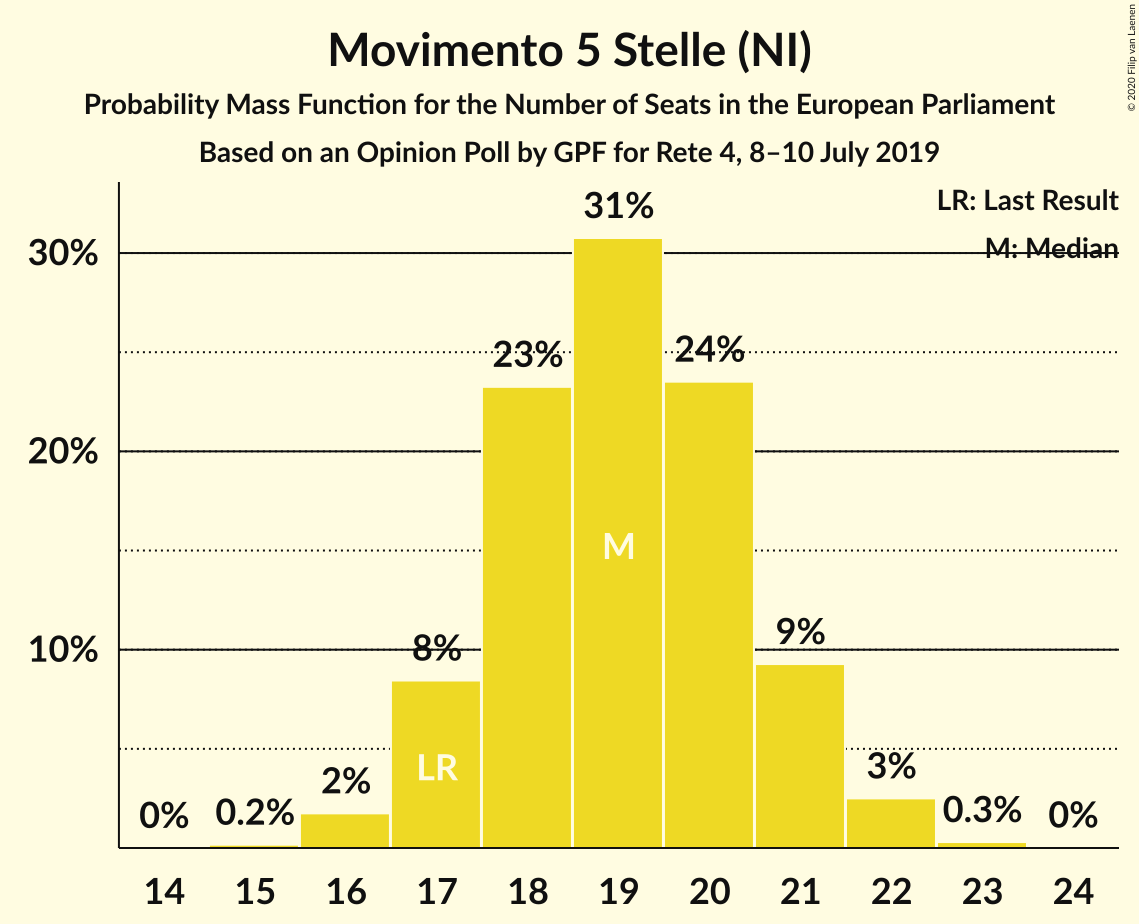 Movimento 5 Stelle (NI)
Probability Mass Function for the Number of Seats in the European Parliament
Based on an Opinion Poll by GPF for Rete 4, 8–10 July 2019
© 2020 Filip van Laenen
LR: Last Result
M: Median
30%
20%
10%
0%
0.2%
2%
8%
23%
31%
24%
9%
3%
0.3%
0%
LR
M
14 15 16 17 18 19 20 21 22 23 24